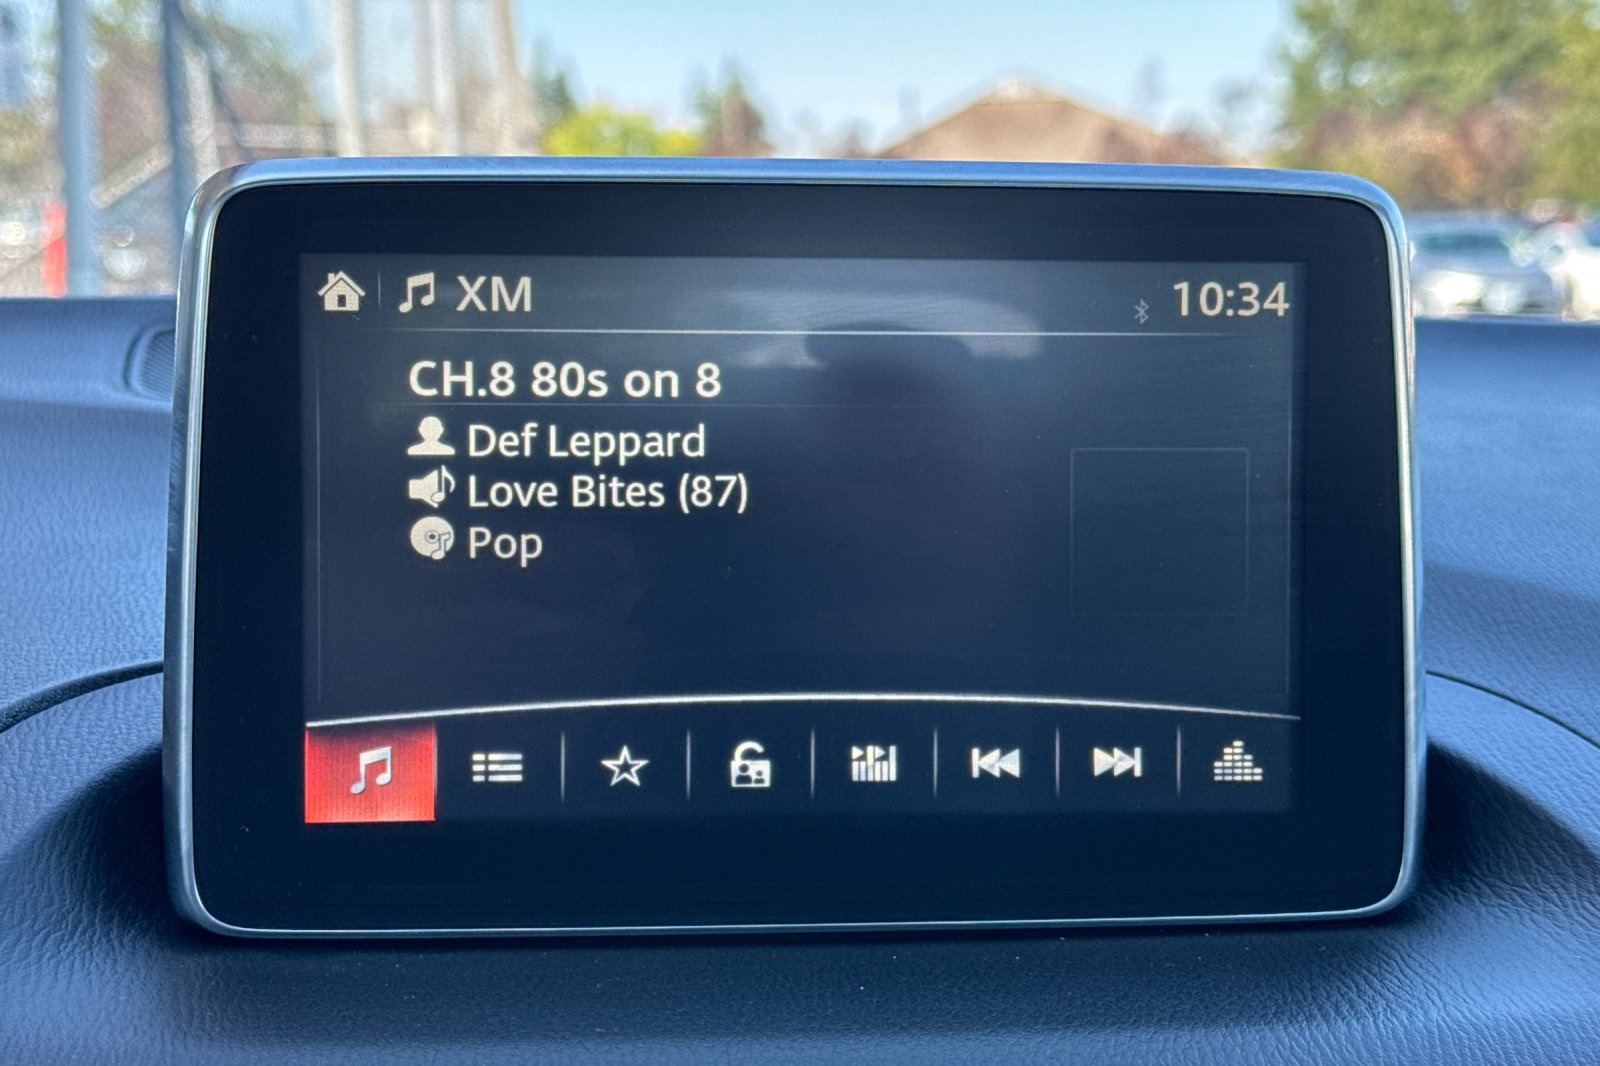 XM
10:34
CH.8 80s on 8
Def Leppard
Love Bites (87)
Pop